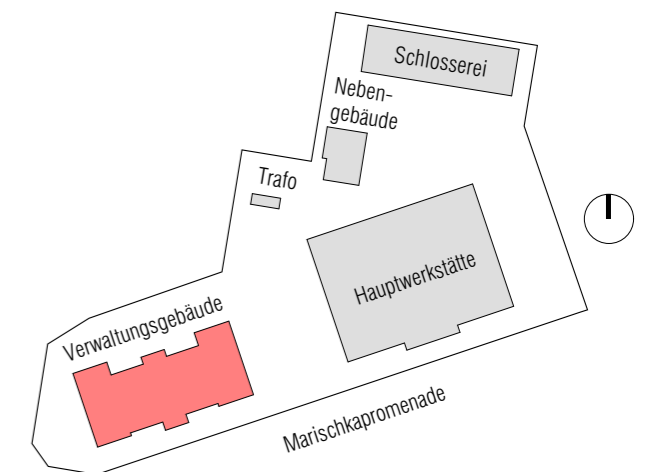 Schlosserei
Neben-
gebäude
Trafo
Hauptwerkstätte
Verwaltungsgebäude
Marischkapromenade